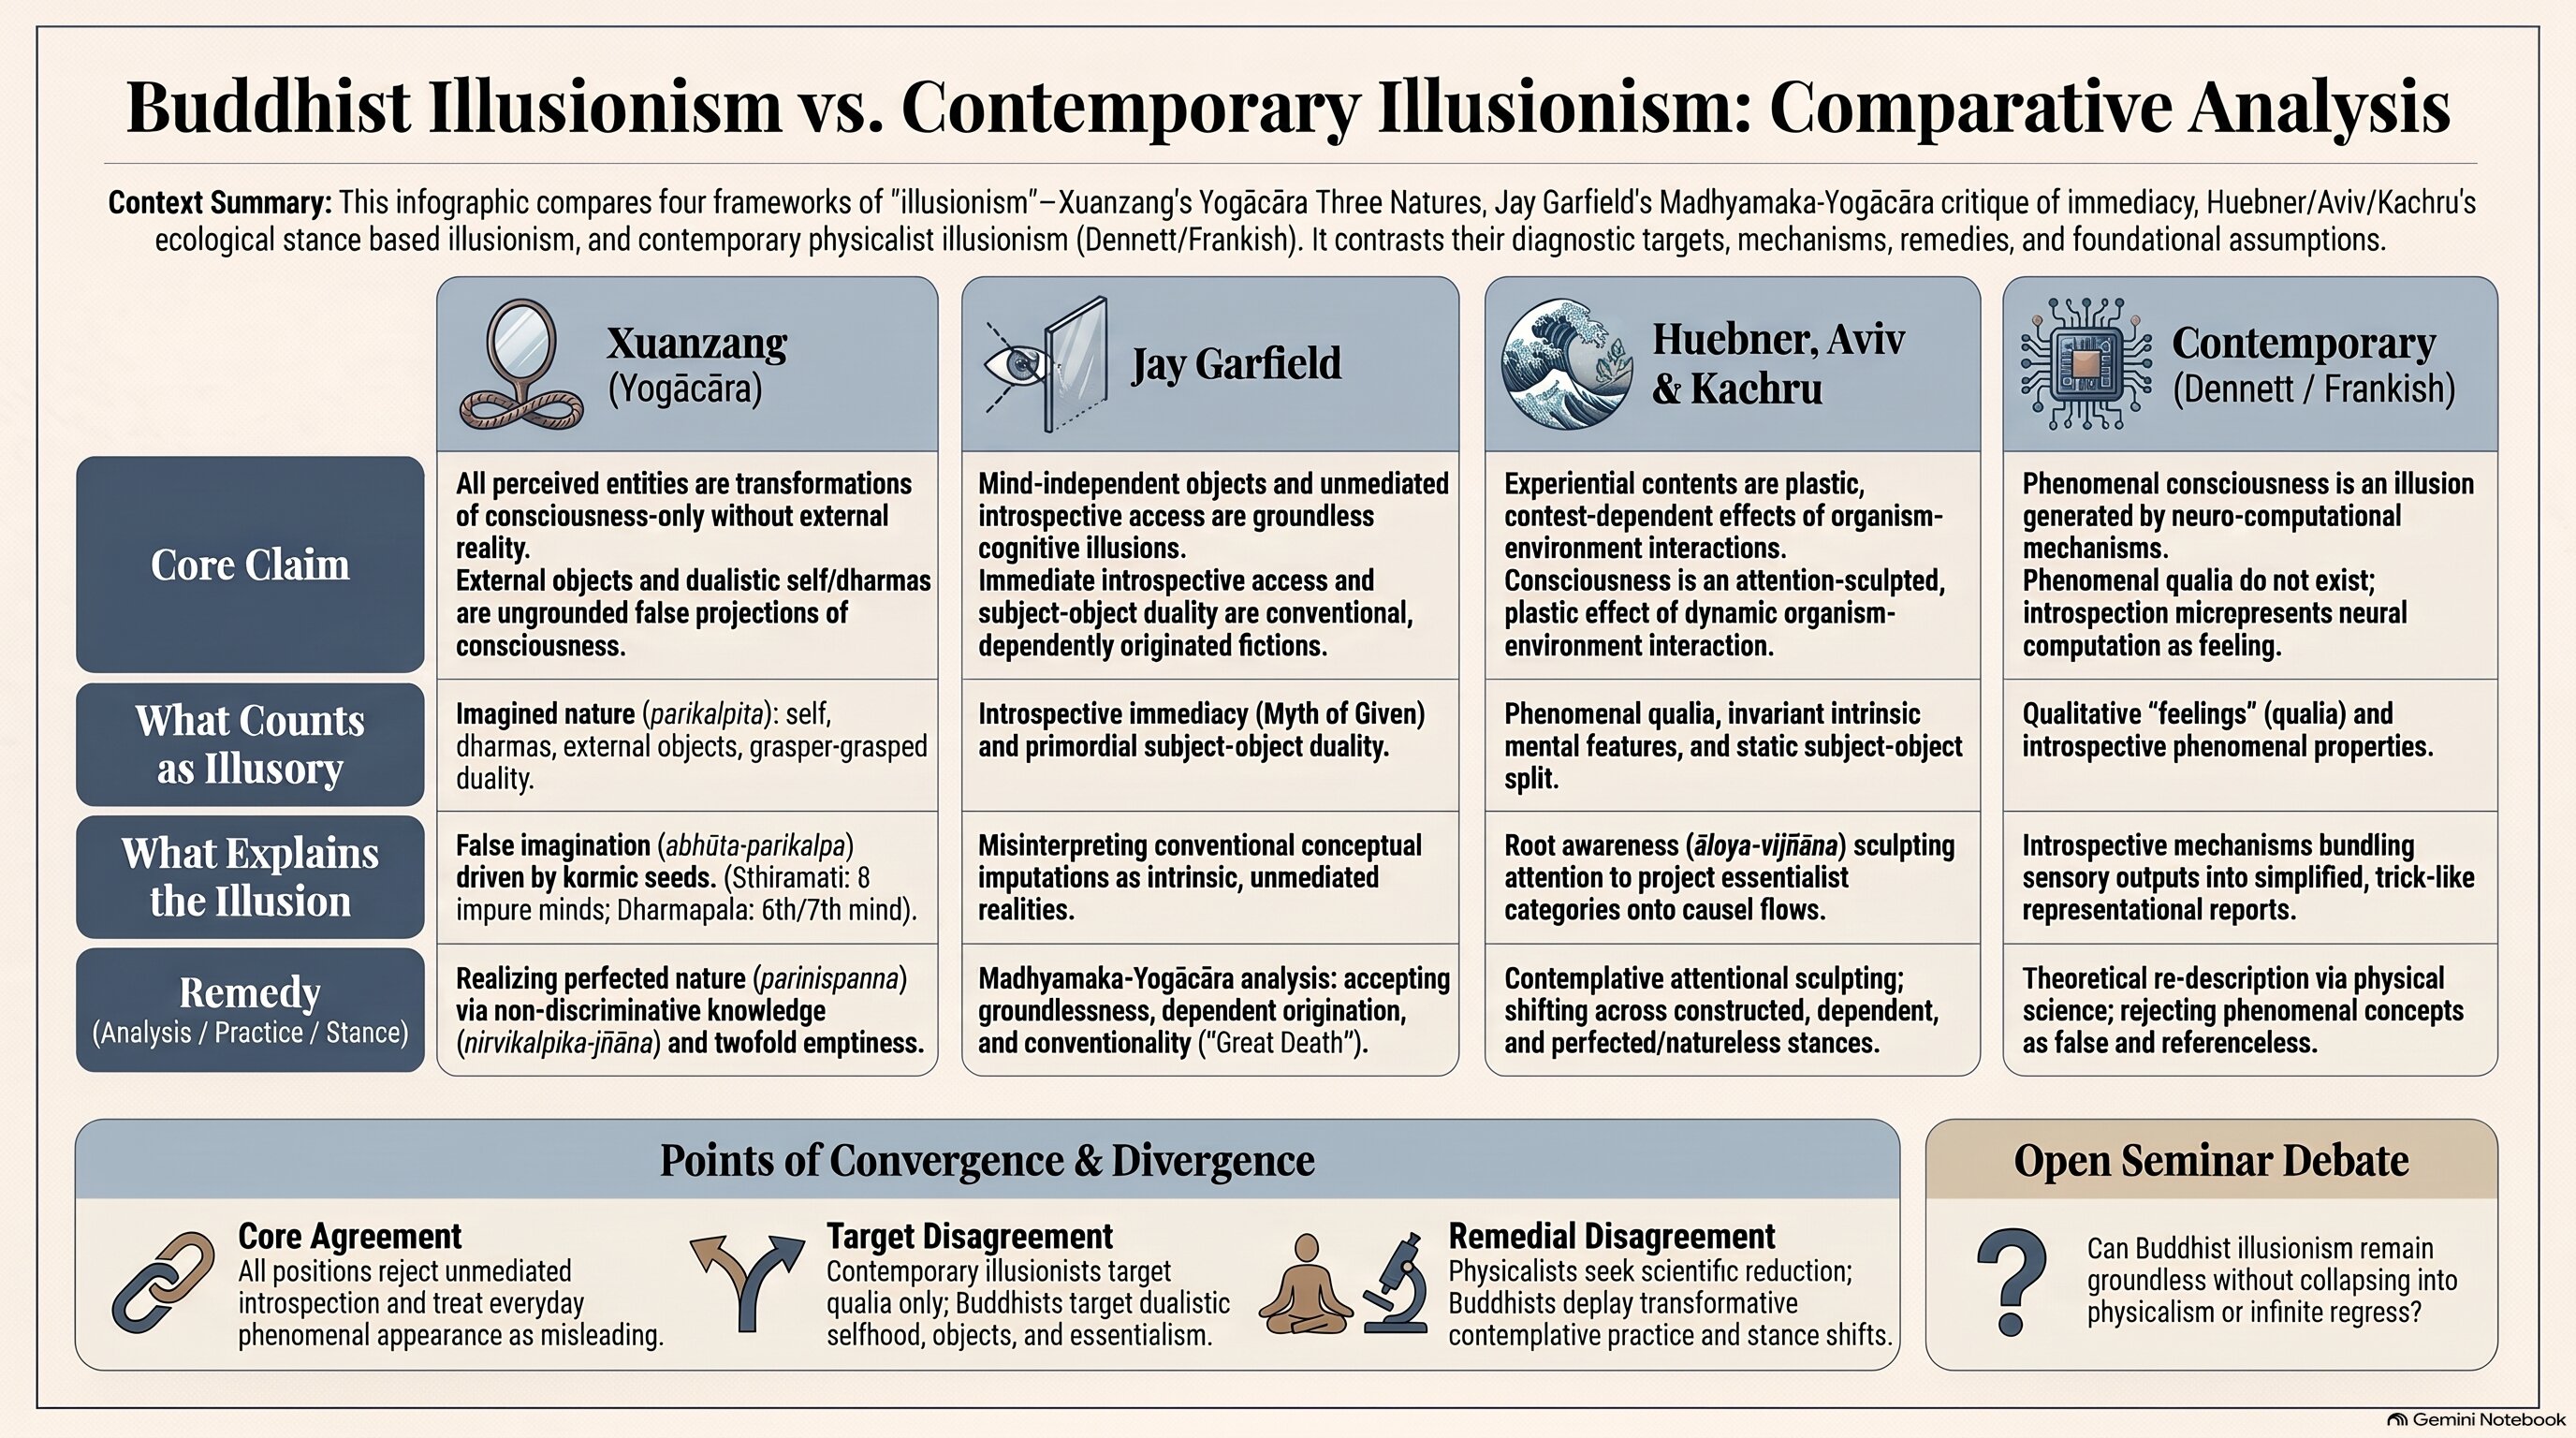 Buddhist Illusionism vs. Contemporary Illusionism: Comparative Analysis
Context Summary: This infographic compares four frameworks of "illusionism"–Xuanzang's Yogācāra Three Natures, Jay Garfield's Madhyamaka-Yogācāra critique of immediacy, Huebner/Aviv/Kachru's
ecological stance based illusionism, and contemporary physicalist illusionism (Dennett/Frankish). It contrasts their diagnostic targets, mechanisms, remedies, and foundational assumptions.
Xuanzang
(Yogācāra)
Jay Garfield
Huebner, Aviv
& Kachru
Contemporary
(Dennett / Frankish)
Core Claim
All perceived entities are transformations
of consciousness-only without external
reality.
External objects and dualistic self/dharmas
are ungrounded false projections of
consciousness.
Mind-independent objects and unmediated
introspective access are groundless
cognitive illusions.
Immediate introspective access and
subject-object duality are conventional,
dependently originated fictions.
Experiential contents are plastic,
contest-dependent effects of organism-
environment interactions.
Consciousness is an attention-sculpted,
plastic effect of dynamic organism-
environment interaction.
Phenomenal consciousness is an illusion
generated by neuro-computational
mechanisms.
Phenomenal qualia do not exist;
introspection micrepresents neural
computation as feeling.
What Counts
as Illusory
Imagined nature (parikalpita): self,
dharmas, external objects, grasper-grasped
duality.
Introspective immediacy (Myth of Given)
and primordial subject-object duality.
Phenomenal qualia, invariant intrinsic
mental features, and static subject-object
split.
Qualitative “feelings” (qualia) and
introspective phenomenal properties.
What Explains
the Illusion
False imagination (abhūta-parikalpa)
driven by karmic seeds. (Sthiramati: 8
impure minds; Dharmapala: 6th/7th mind).
Misinterpreting conventional conceptual
imputations as intrinsic, unmediated
realities.
Root awareness (āloya-vijñāna) sculpting
attention to project essentialist
categories onto causel flows.
Introspective mechanisms bundling
sensory outputs into simplified, trick-like
representational reports.
Remedy
(Analysis / Practice / Stance)
Realizing perfected nature (parinispanna)
via non-discriminative knowledge
(nirvikalpika-jñāna) and twofold emptiness.
Madhyamaka-Yogācāra analysis: accepting
groundlessness, dependent origination,
and conventionality ("Great Death").
Contemplative attentional sculpting;
shifting across constructed, dependent,
and perfected/natureless stances.
Theoretical re-description via physical
science; rejecting phenomenal concepts
as false and referenceless.
Points of Convergence & Divergence
Core Agreement
All positions reject unmediated
introspection and treat everyday
phenomenal appearance as misleading.
Target Disagreement
Contemporary illusionists target
qualia only; Buddhists target dualistic
selfhood, objects, and essentialism.
Remedial Disagreement
Physicalists seek scientific reduction;
Buddhists deplay transformative
contemplative practice and stance shifts.
Open Seminar Debate
Can Buddhist illusionism remain
groundless without collapsing into
physicalism or infinite regress?
Gemini Notebook